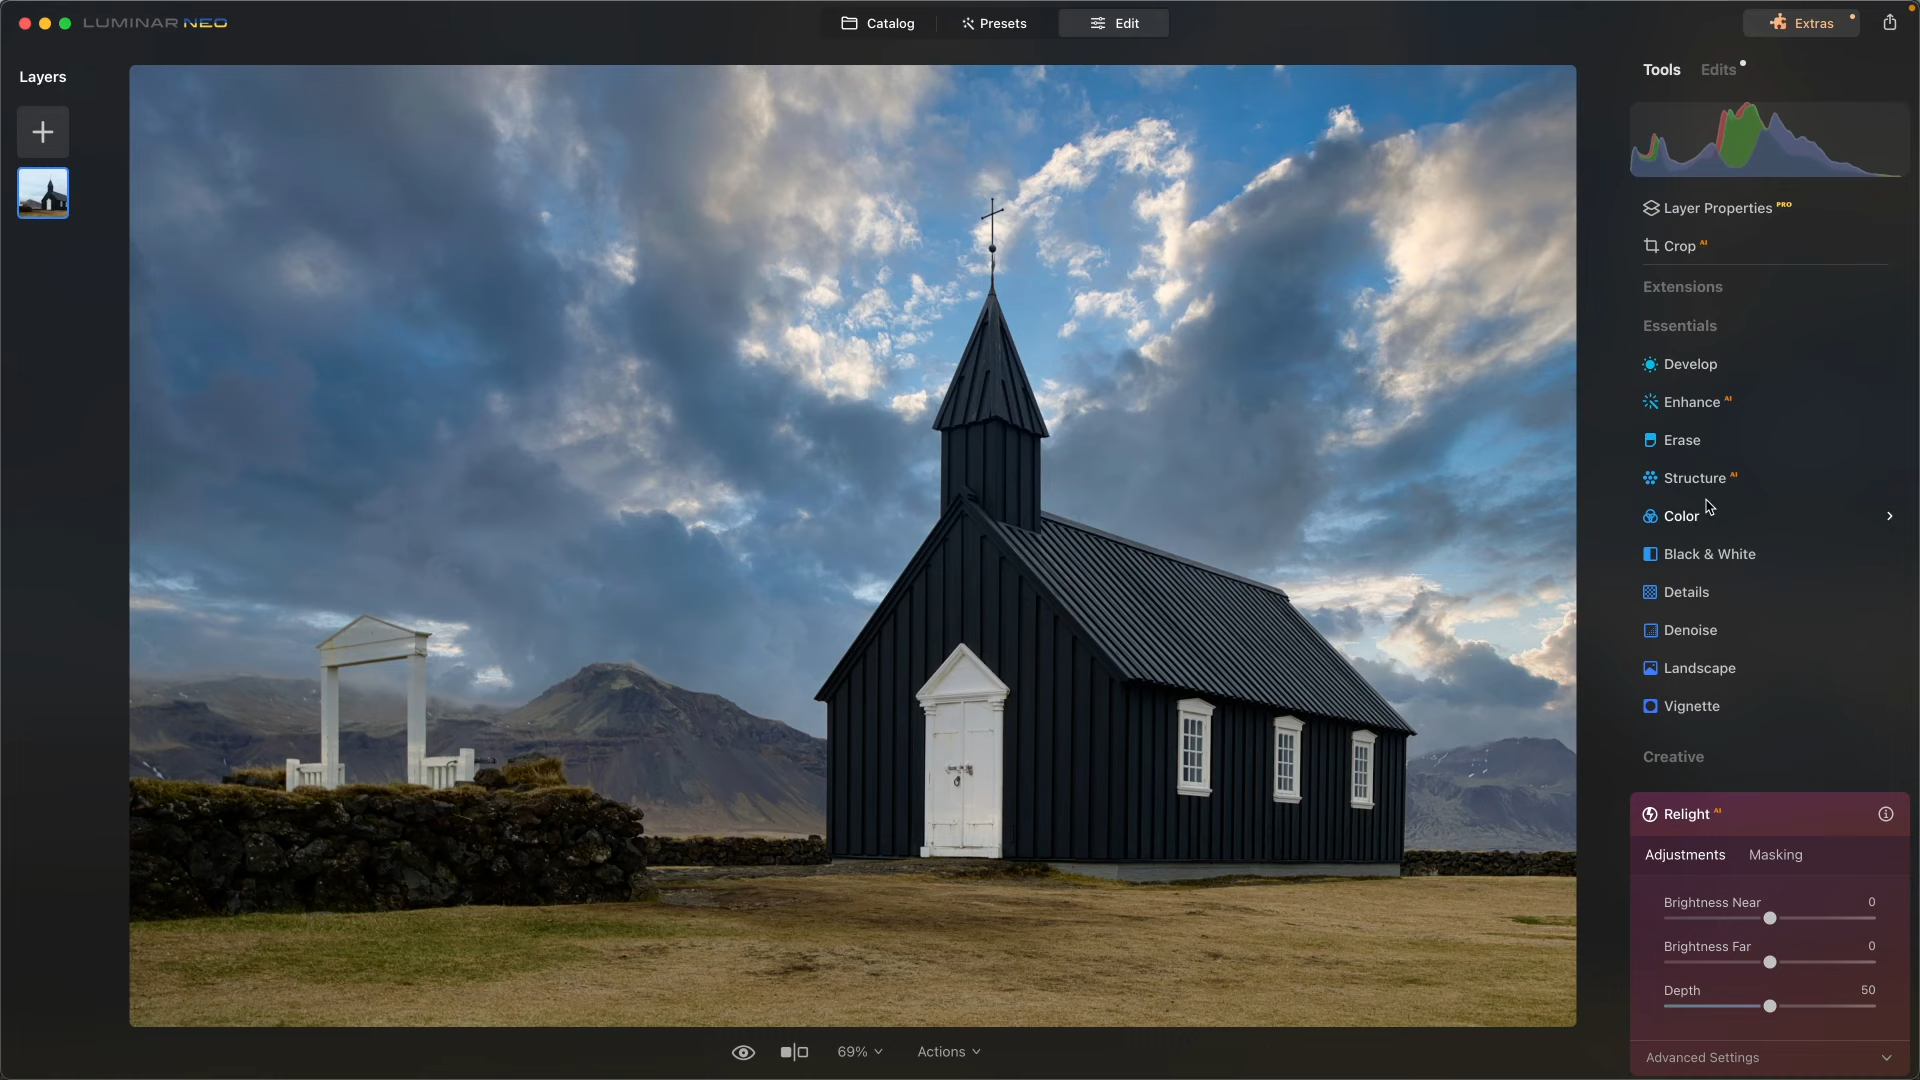 LUMINAR NEO
Catalog
Presets
Edit
Extras
Layers
Tools
Edits
Layer Properties PRO
Crop AI
Extensions
Essentials
Develop
Enhance AI
Erase
Structure AI
Color
Black & White
Details
Denoise
Landscape
Vignette
Creative
Relight AI
Adjustments
Masking
Brightness Near 0
Brightness Far 0
Depth 50
Advanced Settings
69%
Actions